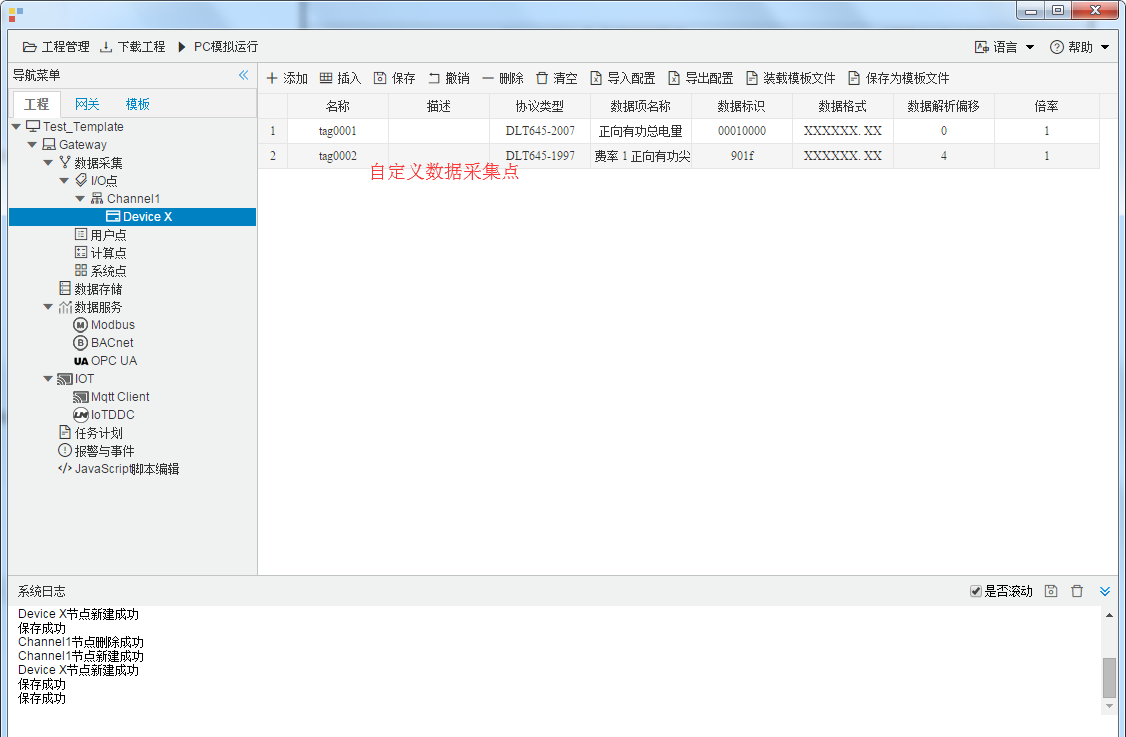 工程管理 下载工程 PC模拟运行 语言 帮助
导航菜单
工程 网关 模板
Test_Template
Gateway
数据采集
I/O点
Channel1
Device X
用户点
计算点
系统点
数据存储
数据服务
M Modbus
B BACnet
UA OPC UA
IOT
Mqtt Client
IoTDDC
任务计划
报警与事件
</> JavaScript脚本编辑
添加 插入 保存 撤销 删除 清空 导入配置 导出配置 装载模板文件 保存为模板文件
名称 描述 协议类型 数据项名称 数据标识 数据格式 数据解析偏移 倍率
1 tag0001 DLT645-2007 正向有功总电量 00010000 XXXXXX. XX 0 1
2 tag0002 DLT645-1997 费率 1 正向有功尖 901f XXXXXX. XX 4 1
自定义数据采集点
系统日志 是否滚动
Device X节点新建成功
保存成功
Channel1节点删除成功
Channel1节点新建成功
Device X节点新建成功
保存成功
保存成功